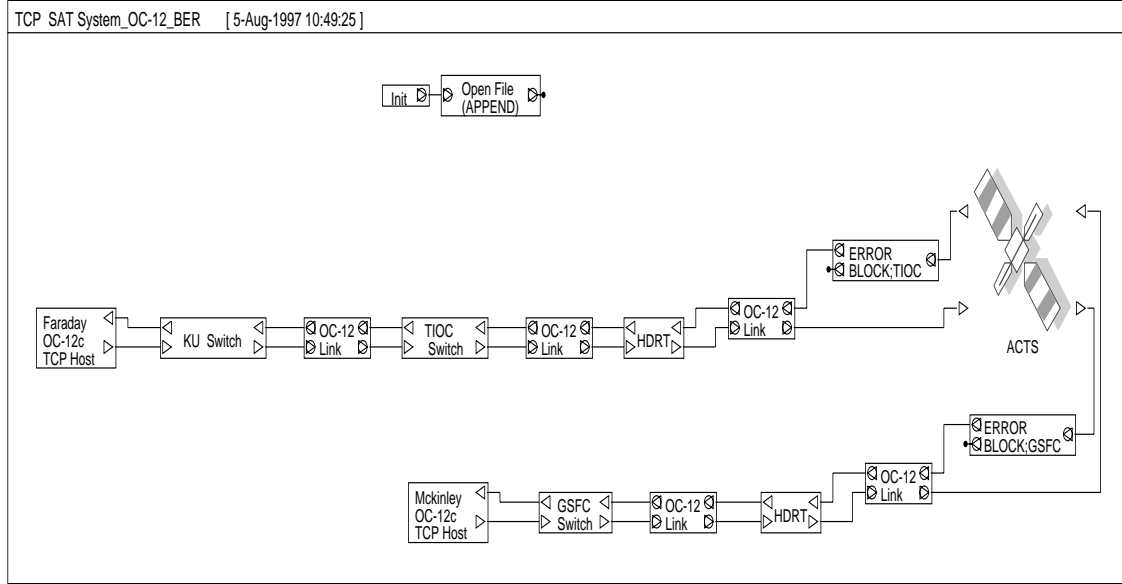 TCP SAT System_OC-12_BER [ 5-Aug-1997 10:49:25 ]
Init
Open File
(APPEND)
ERROR
BLOCK;TIOC
OC-12
Link
ACTS
Faraday
OC-12c
TCP Host
KU Switch
OC-12
Link
TIOC
Switch
OC-12
Link
HDRT
ERROR
BLOCK;GSFC
OC-12
Link
Mckinley
OC-12c
TCP Host
GSFC
Switch
OC-12
Link
HDRT